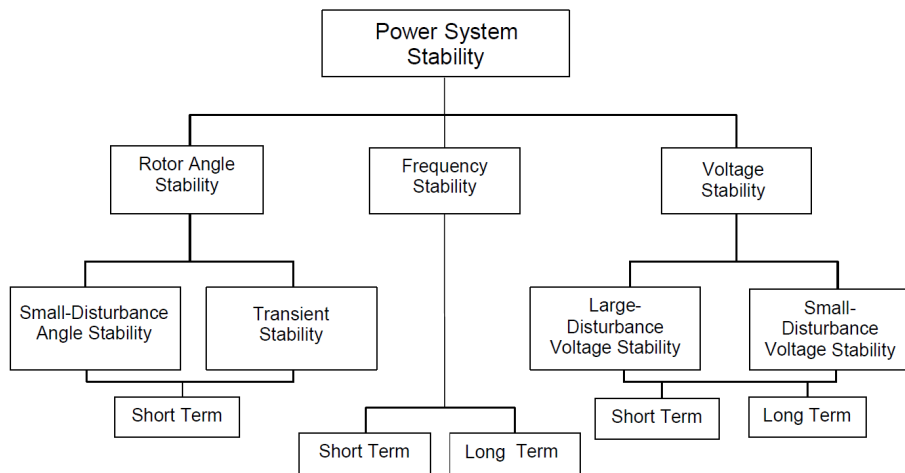 Power System
Stability
Rotor Angle
Stability
Frequency
Stability
Voltage
Stability
Small-Disturbance
Angle Stability
Transient
Stability
Large-
Disturbance
Voltage Stability
Small-
Disturbance
Voltage Stability
Short Term
Short Term
Long Term
Short Term
Long Term